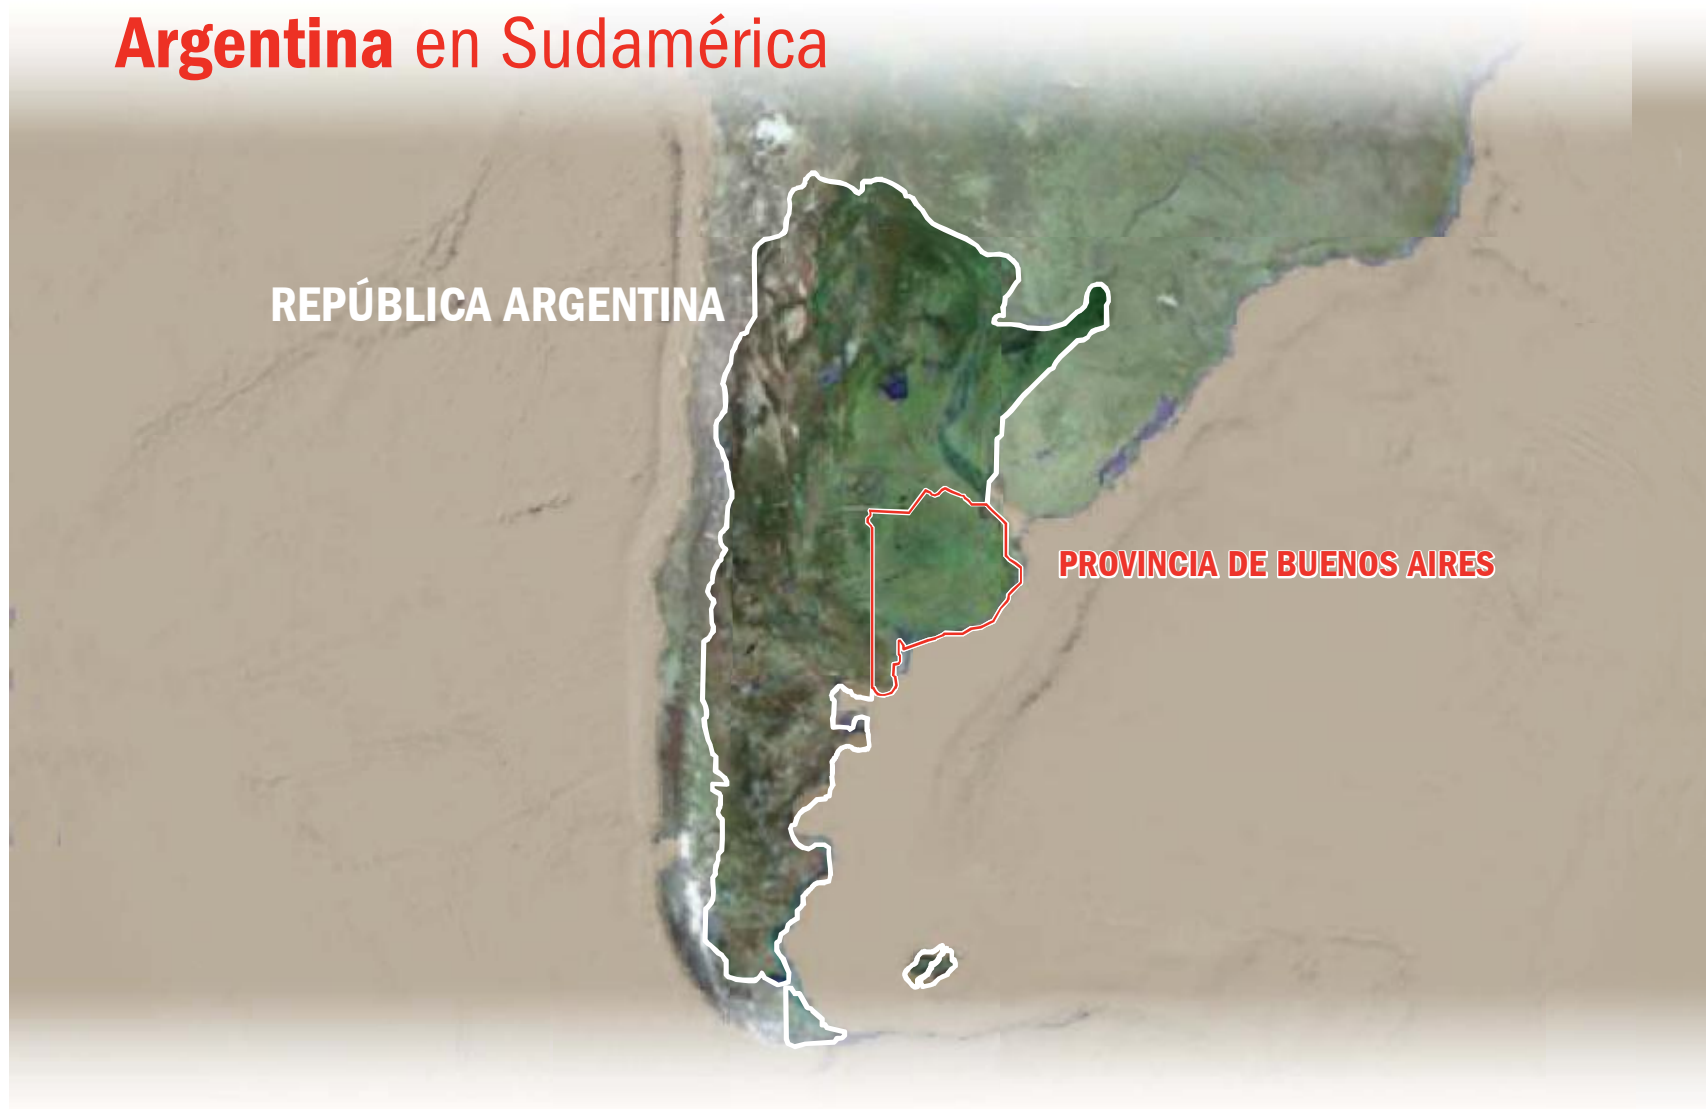 Argentina en Sudamérica
REPÚBLICA ARGENTINA
PROVINCIA DE BUENOS AIRES